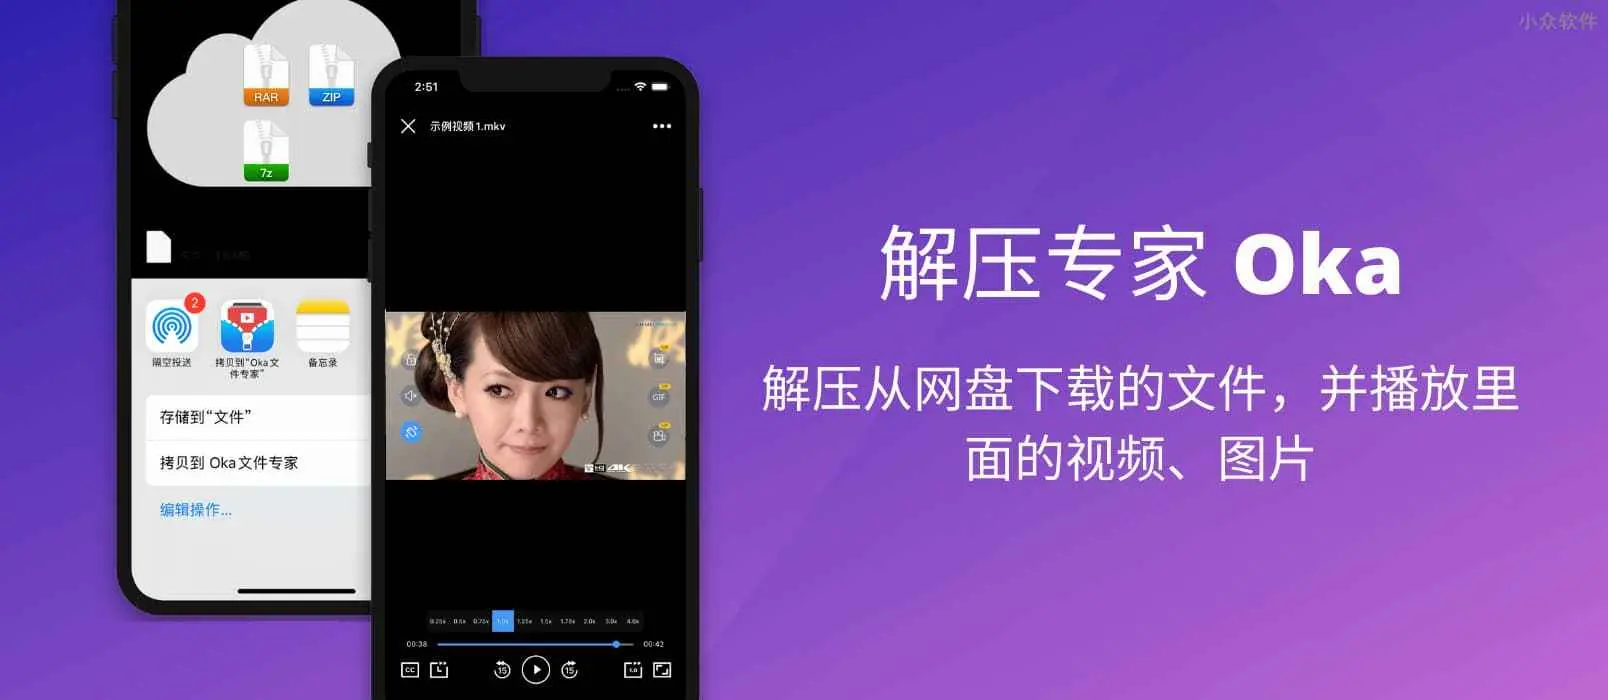 小众软件
RAR
ZIP
7z
2
隔空投送
拷贝到“Oka文
件专家”
备忘录
存储到“文件”
拷贝到 Oka文件专家
编辑操作...
2:51
示例视频1.mkv
GIF
4K
0.25x 0.5x 0.75x 1.0x 1.25x 1.5x 1.75x 2.0x 3.0x 4.0x
00:38
00:42
CC
15
15
1.0
解压专家 Oka
解压从网盘下载的文件，并播放里
面的视频、图片